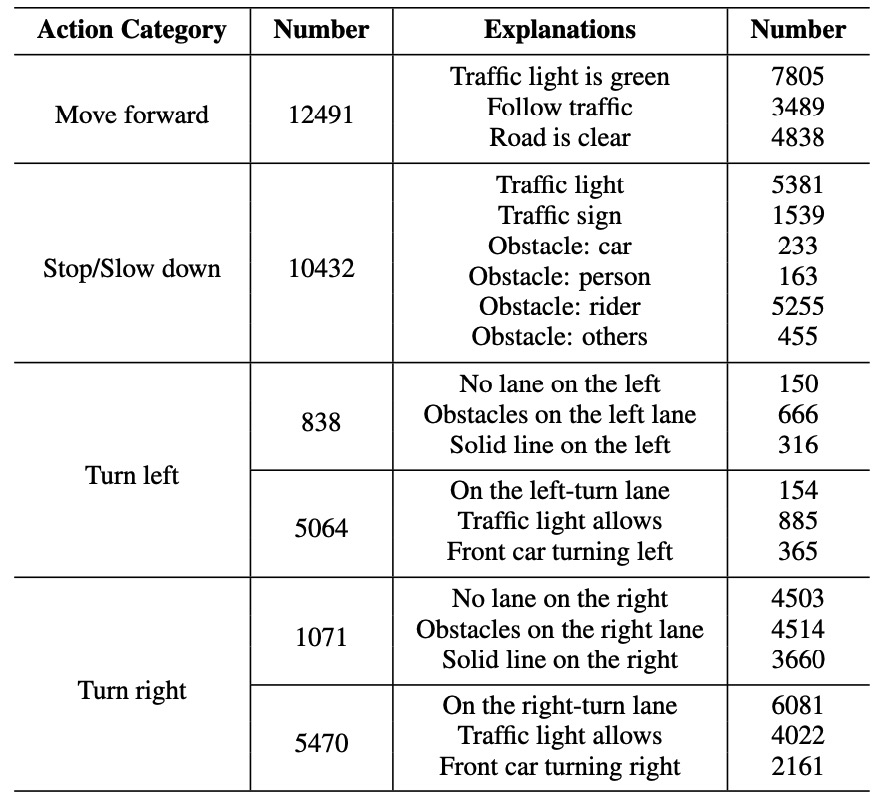 Action Category Number Explanations Number
Move forward 12491 Traffic light is green 7805
Follow traffic 3489
Road is clear 4838
Stop/Slow down 10432 Traffic light 5381
Traffic sign 1539
Obstacle: car 233
Obstacle: person 163
Obstacle: rider 5255
Obstacle: others 455
Turn left 838 No lane on the left 150
Obstacles on the left lane 666
Solid line on the left 316
5064 On the left-turn lane 154
Traffic light allows 885
Front car turning left 365
Turn right 1071 No lane on the right 4503
Obstacles on the right lane 4514
Solid line on the right 3660
5470 On the right-turn lane 6081
Traffic light allows 4022
Front car turning right 2161